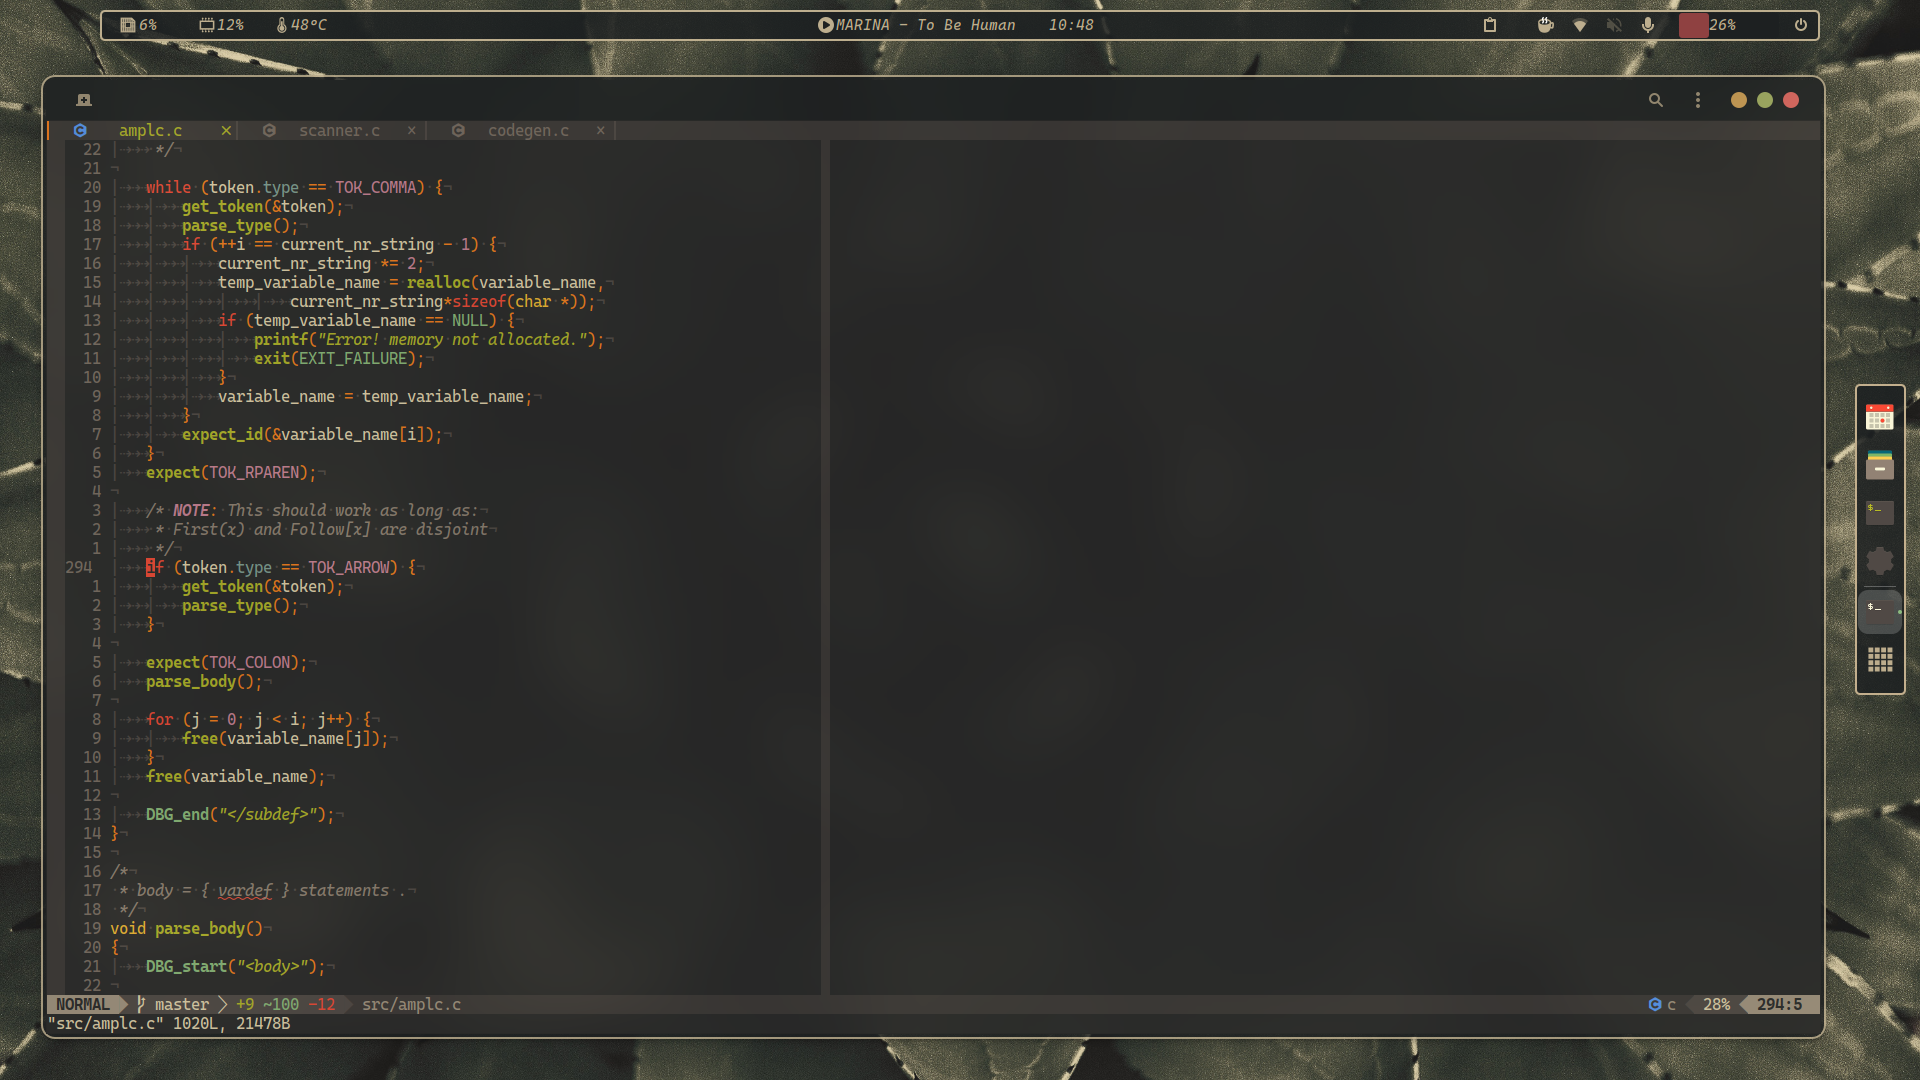 6% 12% 48°C MARINA – To Be Human 10:48 26%
amplc.c × scanner.c × codegen.c ×
22 */
21
20 while (token.type == TOK_COMMA) {
19 get_token(&token);
18 parse_type();
17 if (++i == current_nr_string - 1) {
16 current_nr_string *= 2;
15 temp_variable_name = realloc(variable_name,
14 current_nr_string*sizeof(char *));
13 if (temp_variable_name == NULL) {
12 printf("Error! memory not allocated.");
11 exit(EXIT_FAILURE);
10 }
9 variable_name = temp_variable_name;
8 }
7 expect_id(&variable_name[i]);
6 }
5 expect(TOK_RPAREN);
4
3 /* NOTE: This should work as long as:
2 * First(x) and Follow[x] are disjoint
1 */
294 if (token.type == TOK_ARROW) {
1 get_token(&token);
2 parse_type();
3 }
4
5 expect(TOK_COLON);
6 parse_body();
7
8 for (j = 0; j < i; j++) {
9 free(variable_name[j]);
10 }
11 free(variable_name);
12
13 DBG_end("</subdef>");
14 }
15
16 /*
17 * body = { vardef } statements .
18 */
19 void parse_body()
20 {
21 DBG_start("<body>");
22
NORMAL master +9 ~100 -12 src/amplc.c c 28% 294:5
"src/amplc.c" 1020L, 21478B
$_
$_